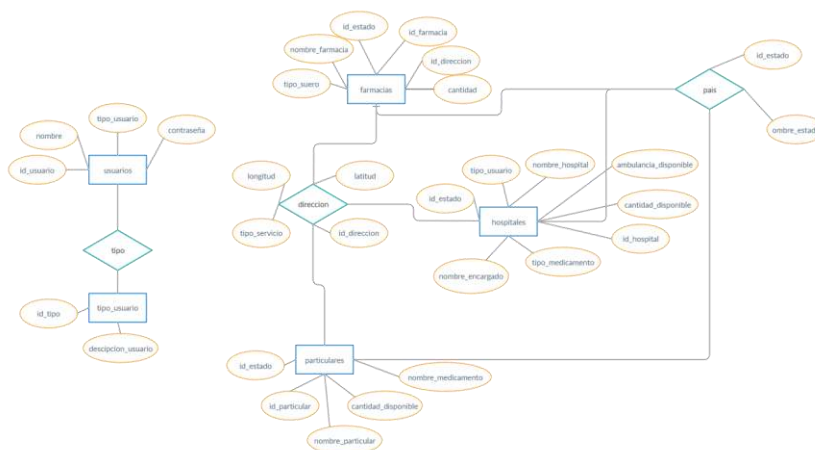 id_estado
id_farmacia
nombre_farmacia
id_direccion
tipo_suero
farmacias
cantidad
id_estado
pais
ombre_estad
tipo_usuario
nombre
contraseña
id_usuario
usuarios
tipo
id_tipo
tipo_usuario
descipcion_usuario
longitud
latitud
direccion
tipo_servicio
id_direccion
tipo_usuario
nombre_hospital
ambulancia_disponible
id_estado
cantidad_disponible
hospitales
id_hospital
nombre_encargado
tipo_medicamento
id_estado
particulares
nombre_medicamento
id_particular
cantidad_disponible
nombre_particular